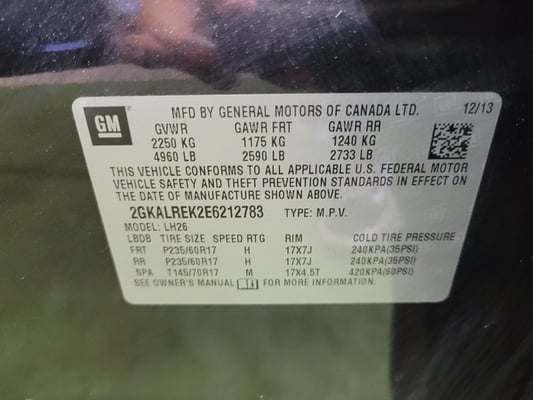 GM MFD BY GENERAL MOTORS OF CANADA LTD. 12/13
GVWR GAWR FRT GAWR RR
2250 KG 1175 KG 1240 KG
4960 LB 2590 LB 2733 LB
THIS VEHICLE CONFORMS TO ALL APPLICABLE U.S. FEDERAL MOTOR
VEHICLE SAFETY AND THEFT PREVENTION STANDARDS IN EFFECT ON
THE DATE OF MANUFACTURE SHOWN ABOVE.
2GKALREK2E6212783 TYPE: M.P.V.
MODEL: LH26
LBDB TIRE SIZE SPEED RTG RIM COLD TIRE PRESSURE
FRT P235/60R17 H 17X7J 240KPA(35PSI)
RR P235/60R17 H 17X7J 240KPA(35PSI)
SPA T145/70R17 M 17X4.5T 420KPA(60PSI)
SEE OWNER'S MANUAL FOR MORE INFORMATION.